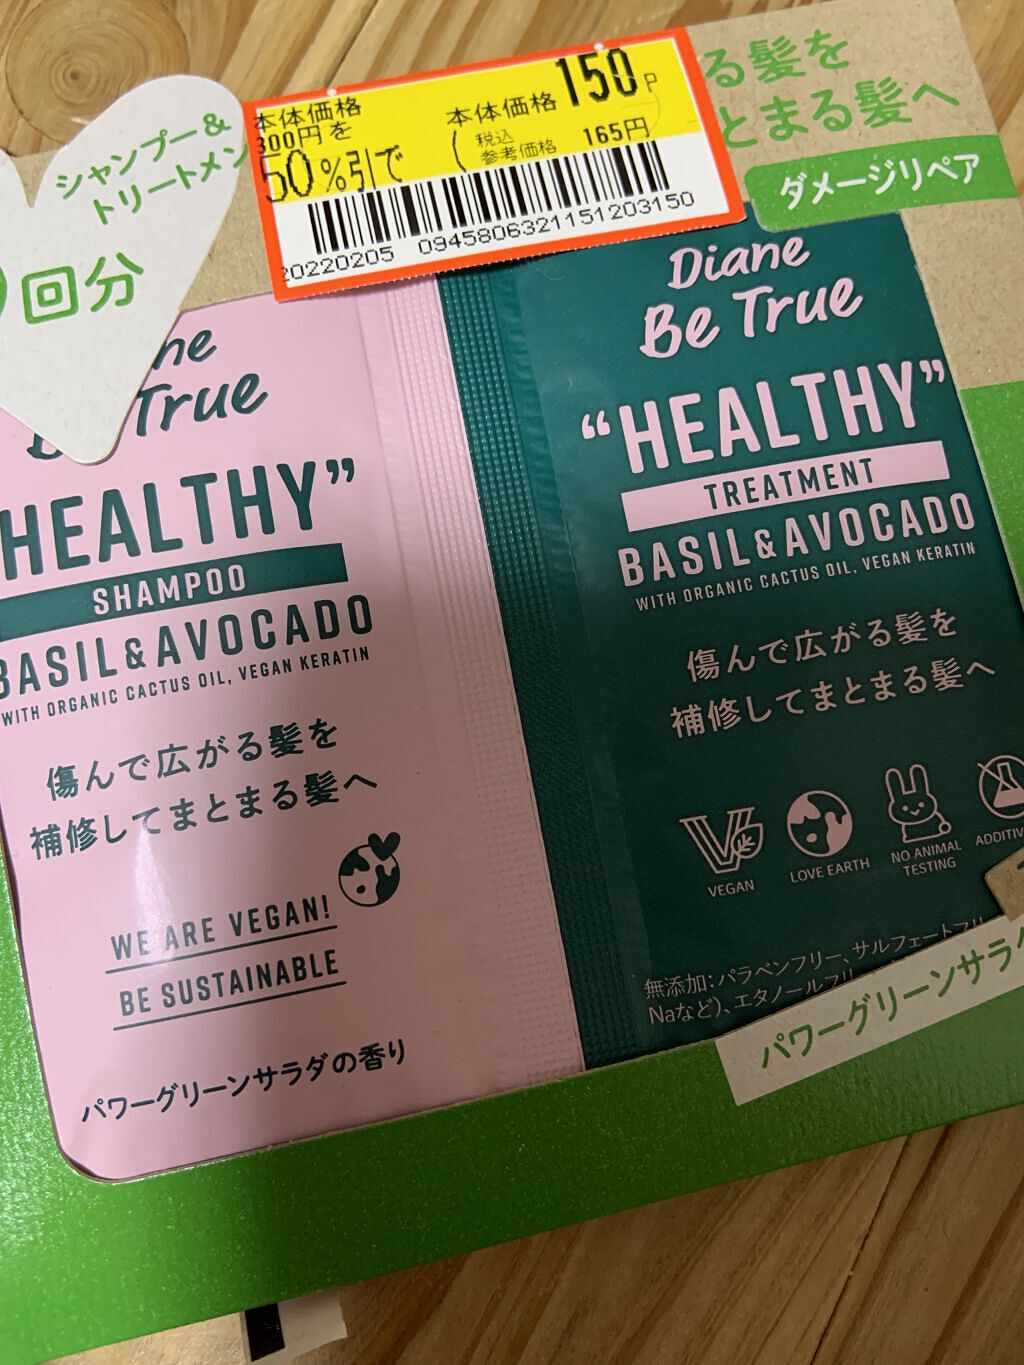 シャンプー&
トリートメン
回分
本体価格
300円を
50%引で
本体価格 150P
税込
参考価格
165円
20220205 0945806321151203150
る髪を
とまる髪へ
ダメージリペア
True
HEALTHY”
SHAMPOO
BASIL&AVOCADO
WITH ORGANIC CACTUS OIL, VEGAN KERATIN
傷んで広がる髪を
補修してまとまる髪へ
WE ARE VEGAN!
BE SUSTAINABLE
パワーグリーンサラダの香り
Diane
Be True
“HEALTHY”
TREATMENT
BASIL&AVOCADO
WITH ORGANIC CACTUS OIL, VEGAN KERATIN
傷んで広がる髪を
補修してまとまる髪へ
VEGAN
LOVE EARTH
NO ANIMAL
TESTING
無添加:パラベンフリー、サルフェートフリー
Naなど)、エタノールフリー
パワーグリーンサラダ